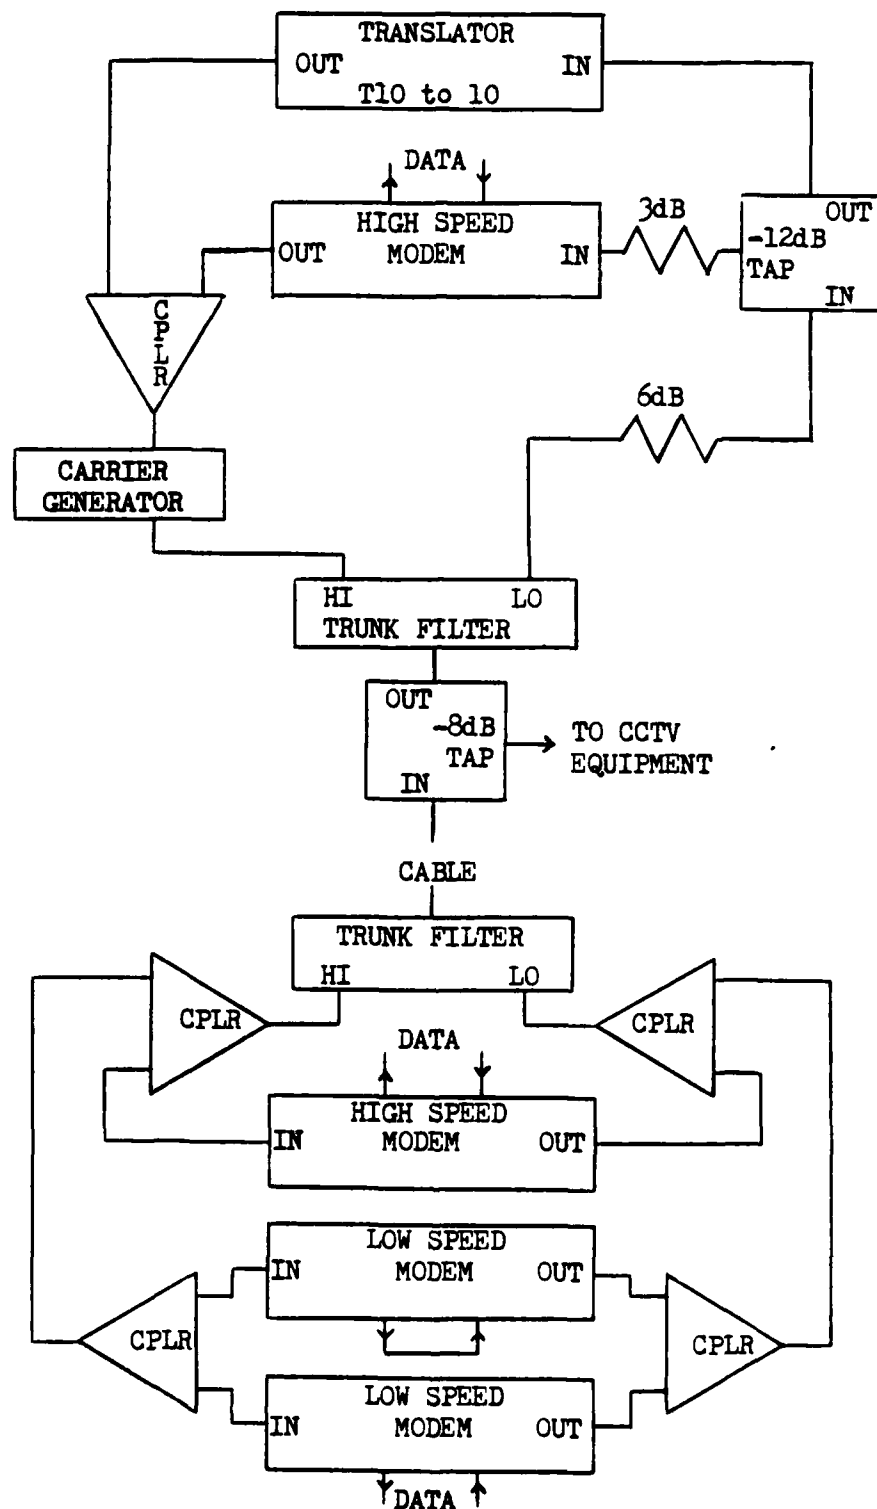 TRANSLATOR
OUT IN
T10 to 10
DATA
HIGH SPEED
MODEM
OUT IN
3dB
OUT
-12dB
TAP
IN
CPLR
6dB
CARRIER
GENERATOR
HI LO
TRUNK FILTER
OUT
-8dB
TAP
IN
TO CCTV
EQUIPMENT
CABLE
TRUNK FILTER
HI LO
CPLR
CPLR
DATA
HIGH SPEED
MODEM
IN OUT
LOW SPEED
MODEM
IN OUT
CPLR
CPLR
LOW SPEED
MODEM
IN OUT
DATA